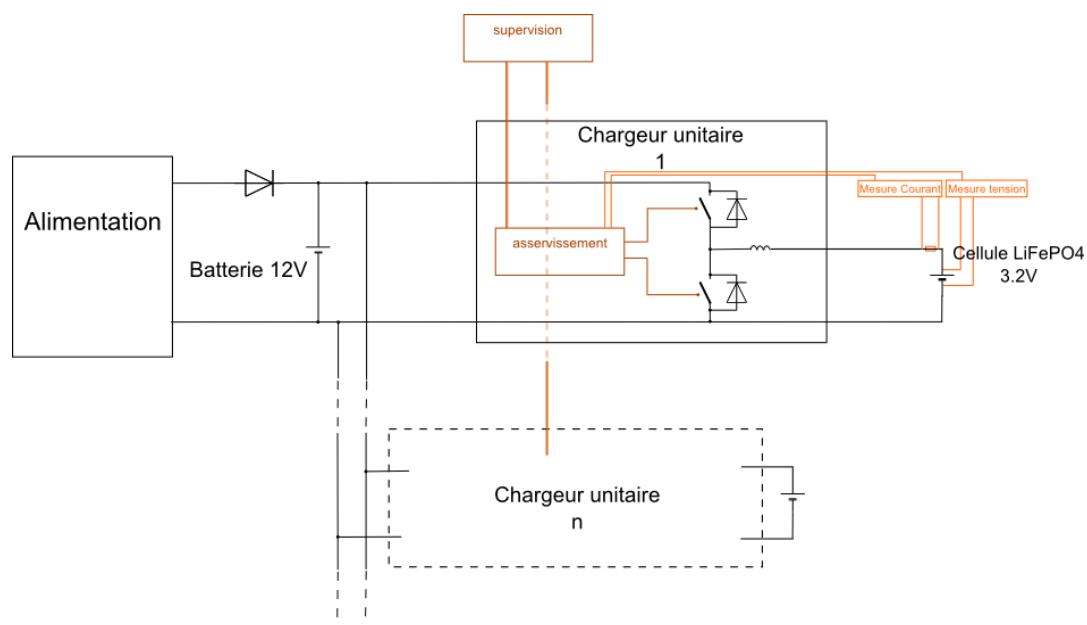 supervision
Chargeur unitaire
1
Mesure Courant
Mesure tension
Alimentation
asservissement
Batterie 12V
Cellule LiFePO4
3.2V
Chargeur unitaire
n